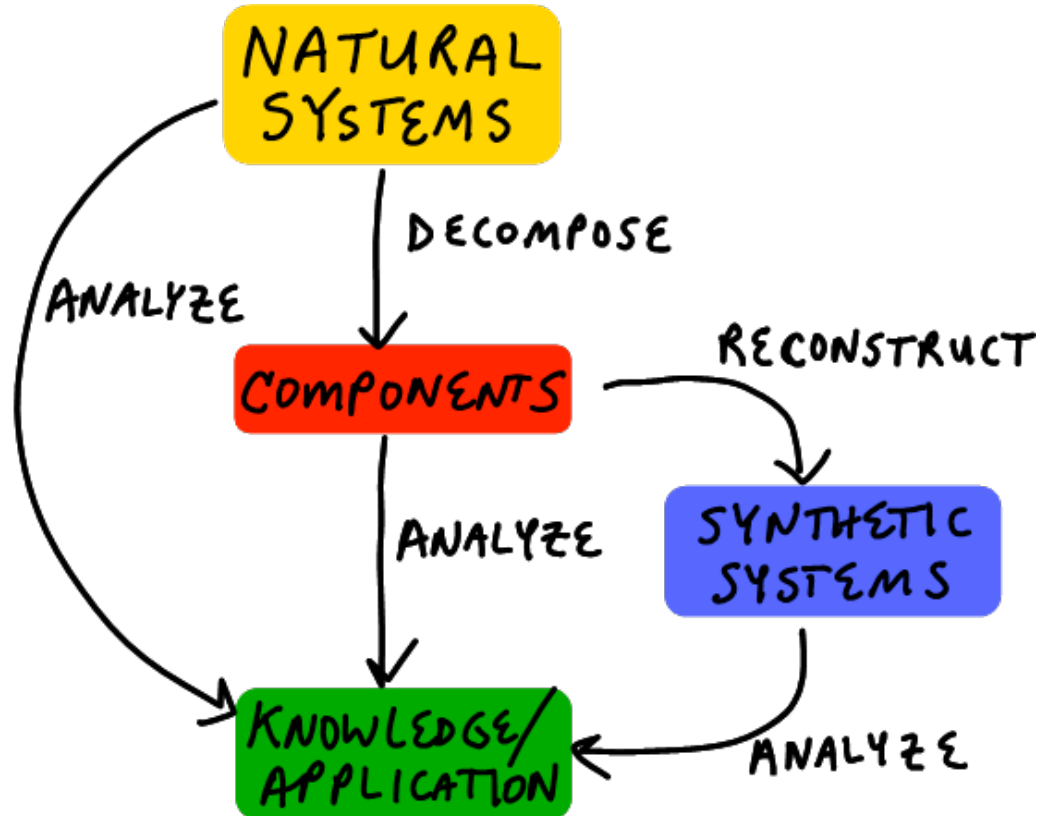 NATURAL
SYSTEMS
DECOMPOSE
ANALYZE
RECONSTRUCT
COMPONENTS
SYNTHETIC
SYSTEMS
ANALYZE
KNOWLEDGE/
APPLICATION
ANALYZE